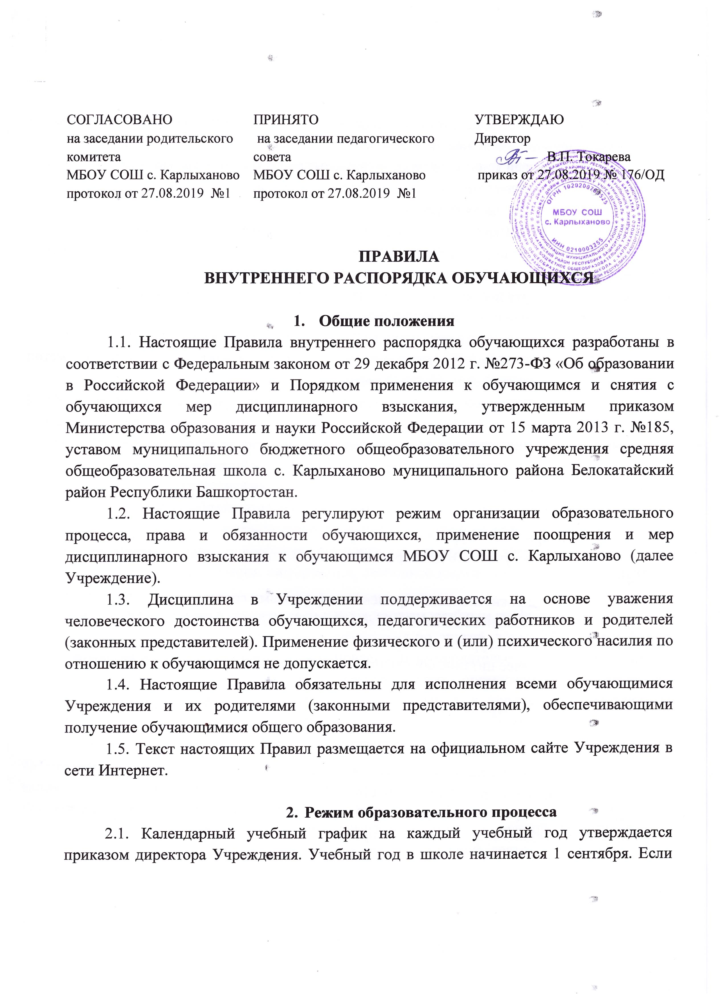 СОГЛАСОВАНО
на заседании родительского
комитета
МБОУ СОШ с. Карлыханово
протокол от 27.08.2019 №1
ПРИНЯТО
на заседании педагогического
совета
МБОУ СОШ с. Карлыханово
протокол от 27.08.2019 №1
УТВЕРЖДАЮ
Директор
В.П. Токарева
приказ от 27.08.2019 № 176/ОД
МБОУ СОШ
с. Карлыханово
ИНН 0210003255
ПРАВИЛА
ВНУТРЕННЕГО РАСПОРЯДКА ОБУЧАЮЩИХСЯ
1. Общие положения
1.1. Настоящие Правила внутреннего распорядка обучающихся разработаны в
соответствии с Федеральным законом от 29 декабря 2012 г. №273-ФЗ «Об образовании
в Российской Федерации» и Порядком применения к обучающимся и снятия с
обучающихся мер дисциплинарного взыскания, утвержденным приказом
Министерства образования и науки Российской Федерации от 15 марта 2013 г. №185,
уставом муниципального бюджетного общеобразовательного учреждения средняя
общеобразовательная школа с. Карлыханово муниципального района Белокатайский
район Республики Башкортостан.
1.2. Настоящие Правила регулируют режим организации образовательного
процесса, права и обязанности обучающихся, применение поощрения и мер
дисциплинарного взыскания к обучающимся МБОУ СОШ с. Карлыханово (далее
Учреждение).
1.3. Дисциплина в Учреждении поддерживается на основе уважения
человеческого достоинства обучающихся, педагогических работников и родителей
(законных представителей). Применение физического и (или) психического насилия по
отношению к обучающимся не допускается.
1.4. Настоящие Правила обязательны для исполнения всеми обучающимися
Учреждения и их родителями (законными представителями), обеспечивающими
получение обучающимися общего образования.
1.5. Текст настоящих Правил размещается на официальном сайте Учреждения в
сети Интернет.
2. Режим образовательного процесса
2.1. Календарный учебный график на каждый учебный год утверждается
приказом директора Учреждения. Учебный год в школе начинается 1 сентября. Если